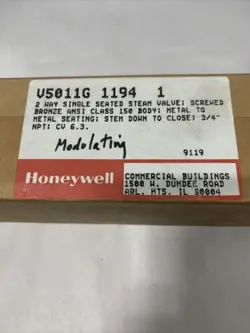 V5011G 1194 1
2 WAY SINGLE SEATED STEAM VALVE: SCREWED
BRONZE ANSI CLASS 150 BODY: METAL TO
METAL SEATING: STEM DOWN TO CLOSE: 3/4"
NPT: CV 6.3.
Modulating
9119
Honeywell
COMMERCIAL BUILDINGS
1500 W. DUNDEE ROAD
ARL. HTS. IL 60004